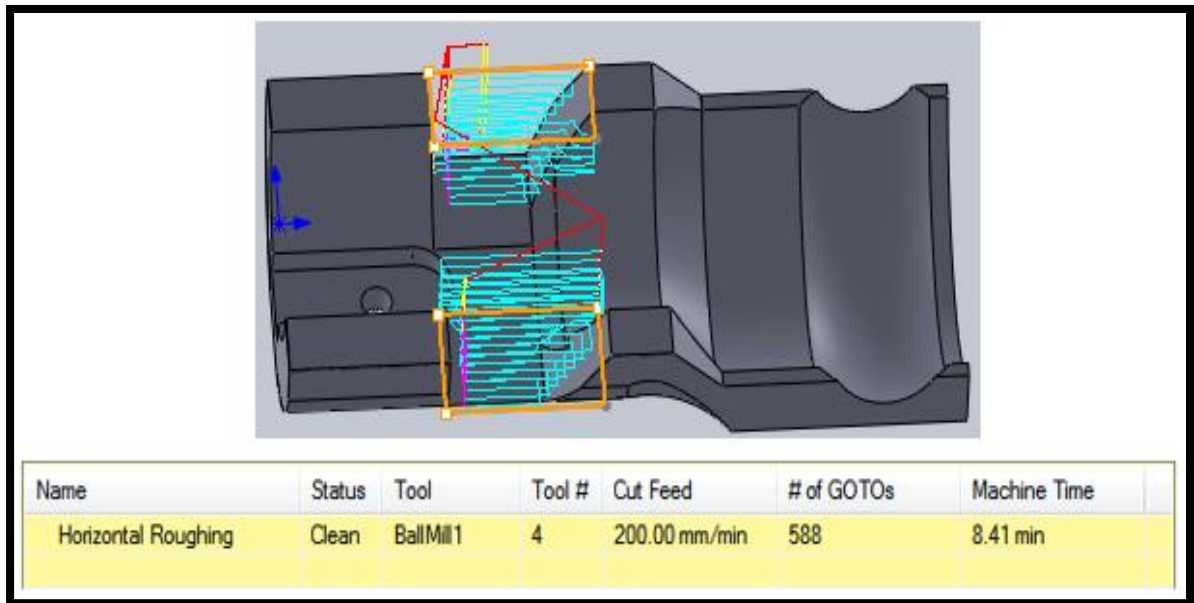 Name Status Tool Tool # Cut Feed # of GOTOs Machine Time
Horizontal Roughing Clean BallMill1 4 200.00 mm/min 588 8.41 min